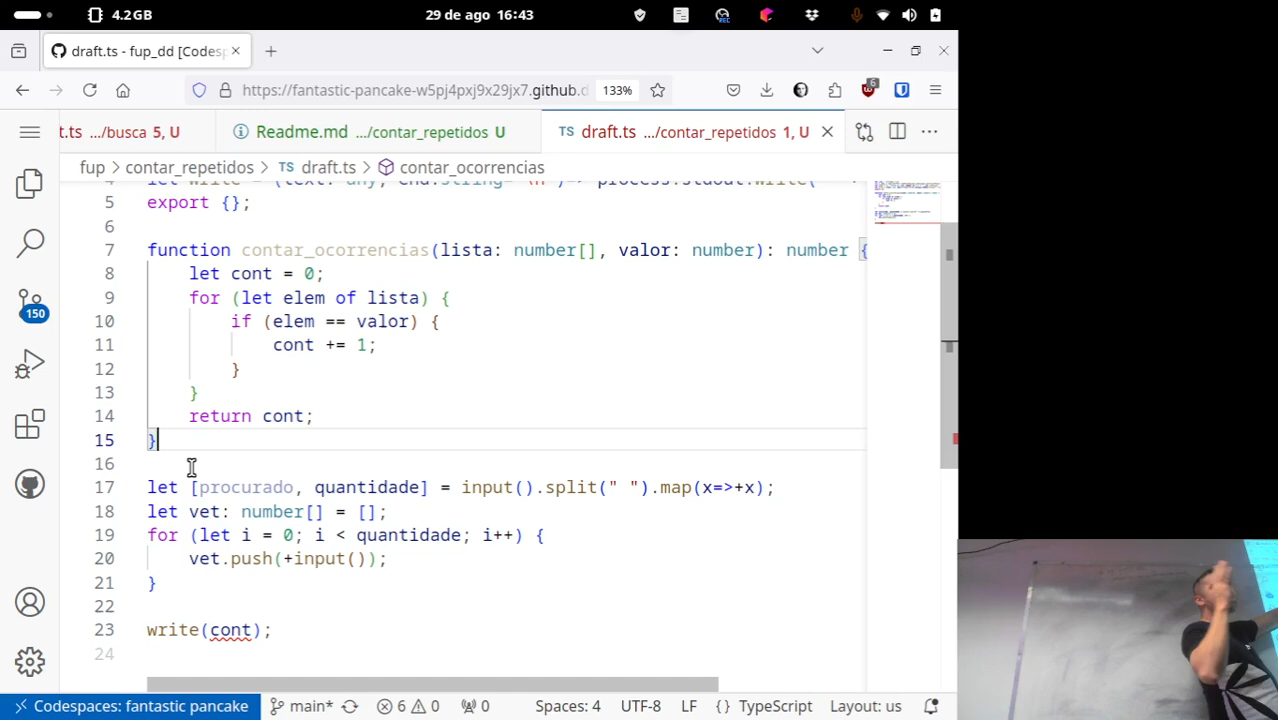 4.2GB
29 de ago 16:43
draft.ts - fup_dd [Codesp
https://fantastic-pancake-w5pj4pxj9x29jx7.github.d
133%
6
t.ts .../busca 5, U
Readme.md .../contar_repetidos U
TS draft.ts .../contar_repetidos 1, U
fup > contar_repetidos > TS draft.ts > contar_ocorrencias
5 export {};
6
7 function contar_ocorrencias(lista: number[], valor: number): number {
8 let cont = 0;
9 for (let elem of lista) {
10 if (elem == valor) {
11 cont += 1;
12 }
13 }
14 return cont;
15 }
16
17 let [procurado, quantidade] = input().split(" ").map(x=>+x);
18 let vet: number[] = [];
19 for (let i = 0; i < quantidade; i++) {
20 vet.push(+input());
21 }
22
23 write(cont);
24
150
Codespaces: fantastic pancake main* 6 0 0 Spaces: 4 UTF-8 LF {} TypeScript Layout: us